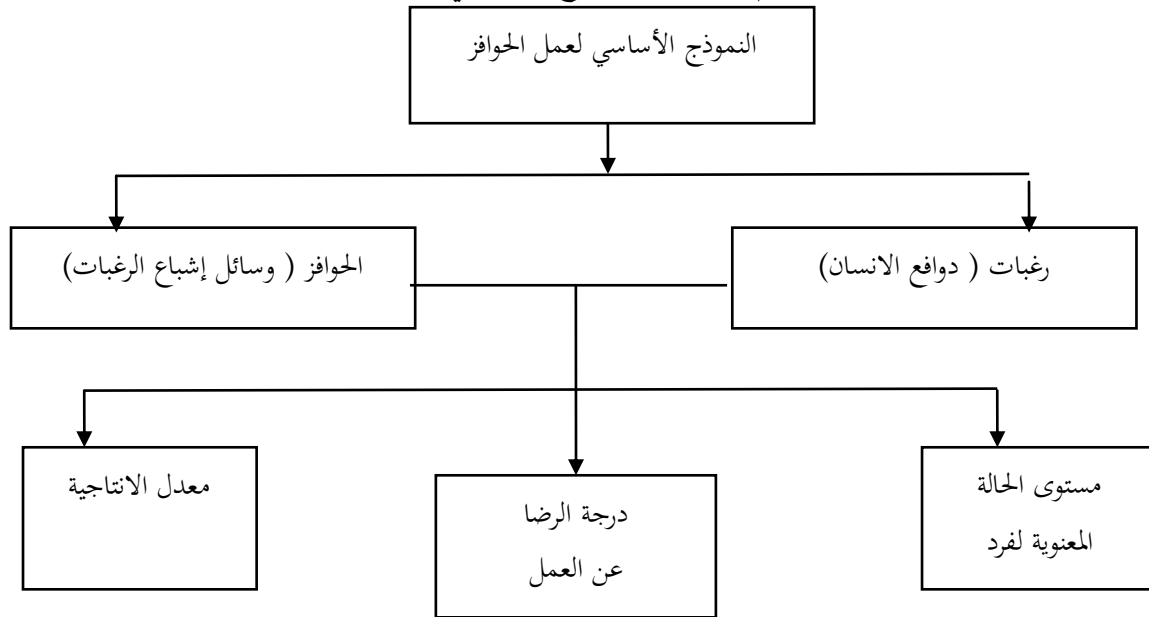 النموذج الأساسي لعمل الحوافز
رغبات ( دوافع الانسان)
الحوافز ( وسائل إشباع الرغبات)
مستوى الحالة
المعنوية لفرد
درجة الرضا
عن العمل
معدل الانتاجية